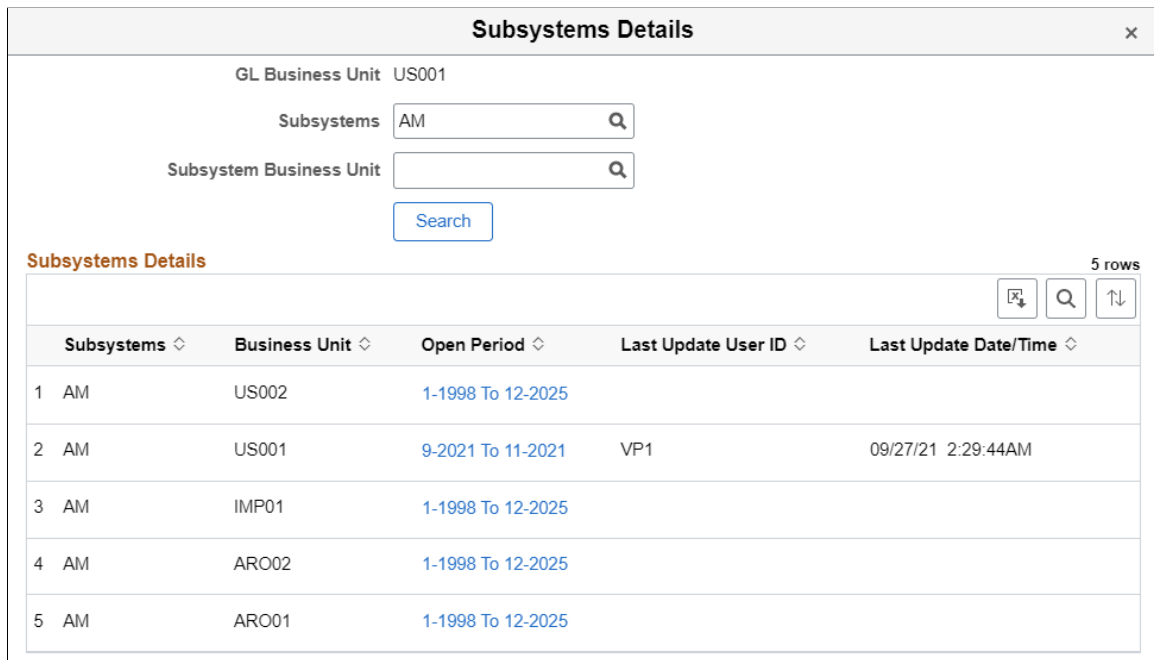 Subsystems Details ×
GL Business Unit US001
Subsystems AM
Subsystem Business Unit
Search
Subsystems Details 5 rows
Subsystems Business Unit Open Period Last Update User ID Last Update Date/Time
1 AM US002 1-1998 To 12-2025
2 AM US001 9-2021 To 11-2021 VP1 09/27/21 2:29:44AM
3 AM IMP01 1-1998 To 12-2025
4 AM ARO02 1-1998 To 12-2025
5 AM ARO01 1-1998 To 12-2025